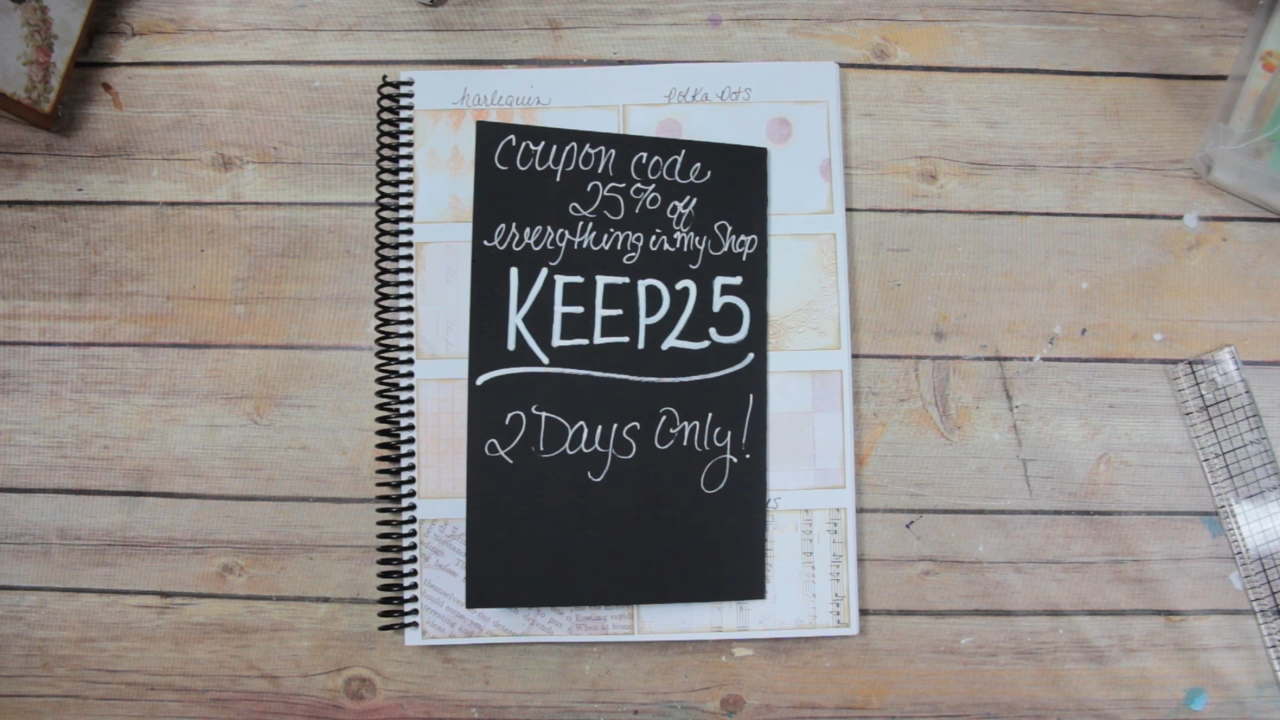 harlequin
Polka Dots
Coupon code
25% off
everything in my Shop
KEEP25
2 Days Only!